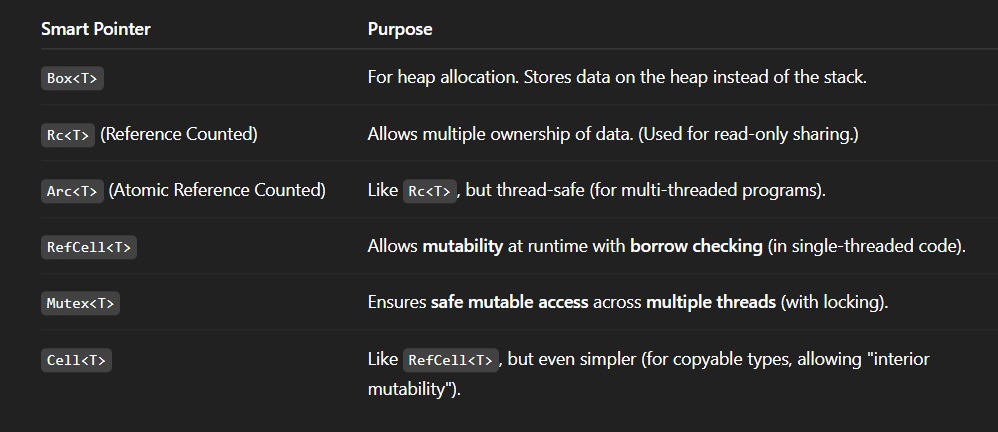 Smart Pointer Purpose
Box<T> For heap allocation. Stores data on the heap instead of the stack.
Rc<T> (Reference Counted) Allows multiple ownership of data. (Used for read-only sharing.)
Arc<T> (Atomic Reference Counted) Like Rc<T>, but thread-safe (for multi-threaded programs).
RefCell<T> Allows mutability at runtime with borrow checking (in single-threaded code).
Mutex<T> Ensures safe mutable access across multiple threads (with locking).
Cell<T> Like RefCell<T>, but even simpler (for copyable types, allowing "interior
mutability").